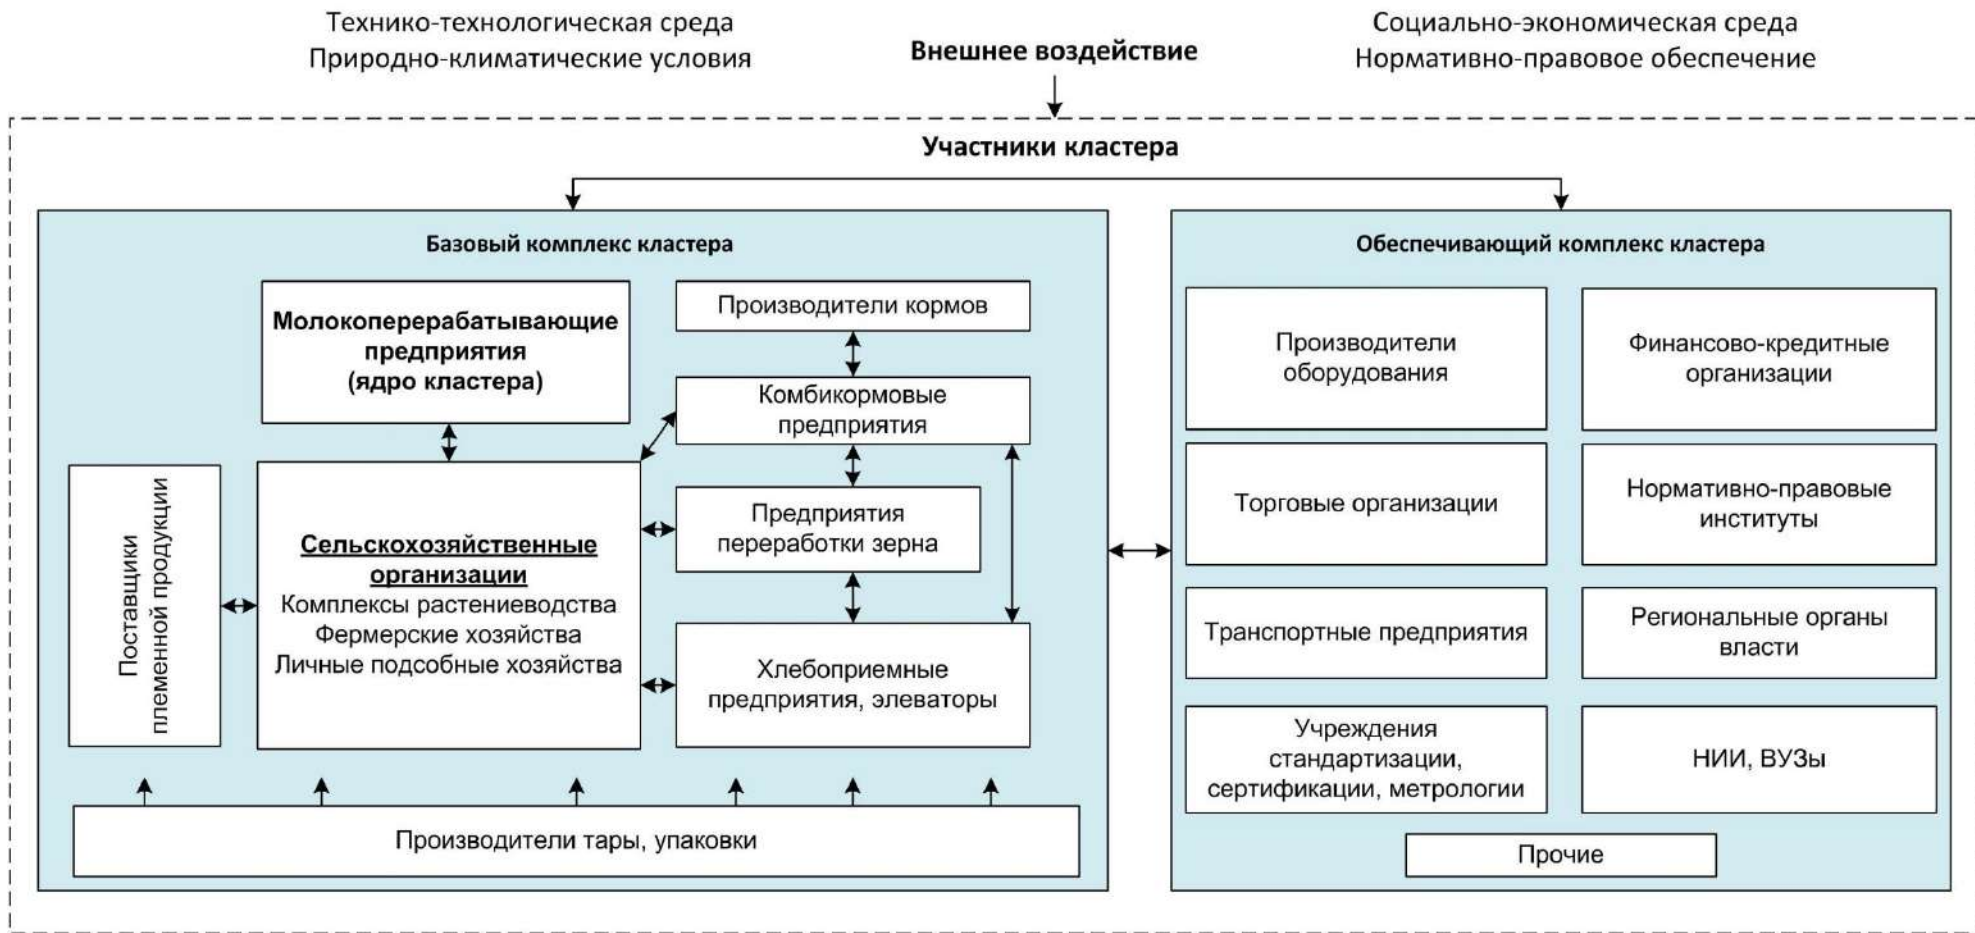 Технико-технологическая среда
Природно-климатические условия
Внешнее воздействие
Социально-экономическая среда
Нормативно-правовое обеспечение
Участники кластера
Базовый комплекс кластера
Молокоперерабатывающие
предприятия
(ядро кластера)
Производители кормов
Комбикормовые
предприятия
Поставщики
племенной продукции
Сельскохозяйственные
организации
Комплексы растениеводства
Фермерские хозяйства
Личные подсобные хозяйства
Предприятия
переработки зерна
Хлебоприемные
предприятия, элеваторы
Производители тары, упаковки
Обеспечивающий комплекс кластера
Производители
оборудования
Финансово-кредитные
организации
Торговые организации
Нормативно-правовые
институты
Транспортные предприятия
Региональные органы
власти
Учреждения
стандартизации,
сертификации, метрологии
НИИ, ВУЗы
Прочие